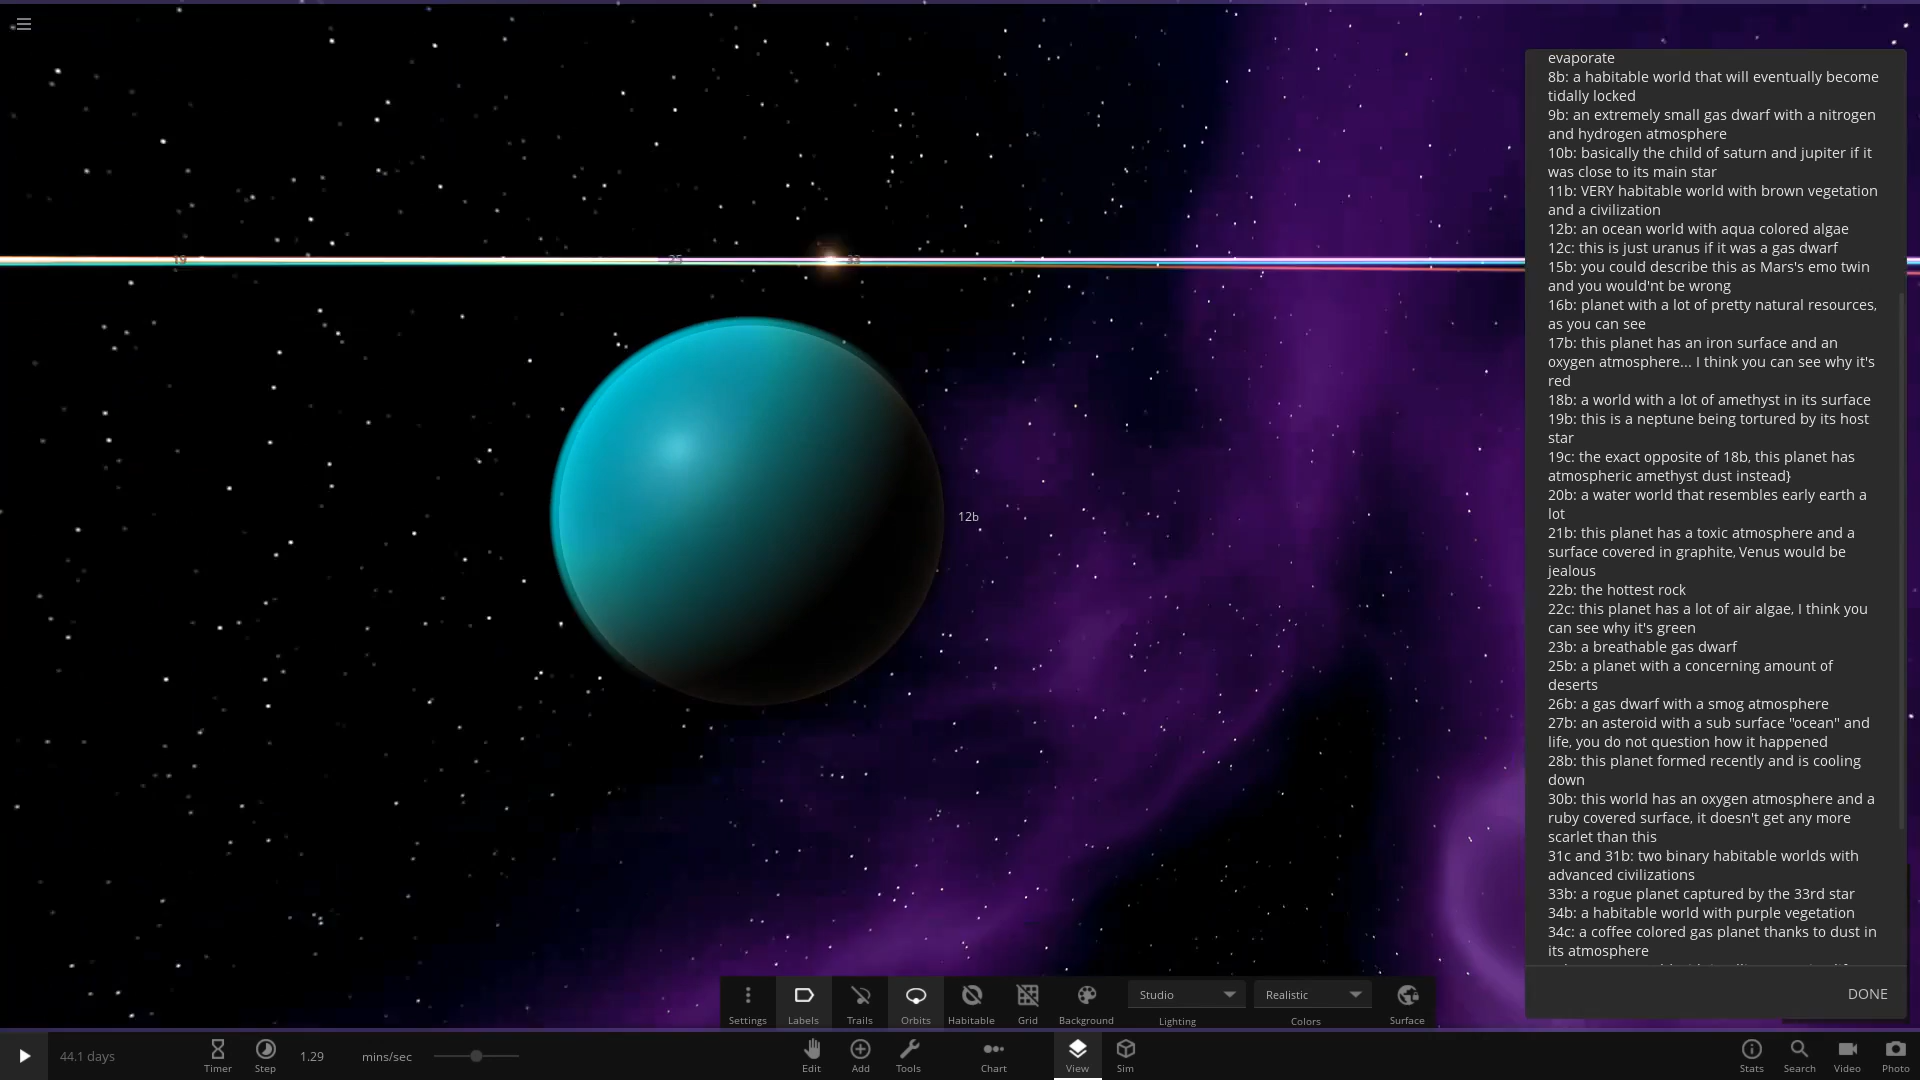 evaporate
8b: a habitable world that will eventually become
tidally locked
9b: an extremely small gas dwarf with a nitrogen
and hydrogen atmosphere
10b: basically the child of saturn and jupiter if it
was close to its main star
11b: VERY habitable world with brown vegetation
and a civilization
12b: an ocean world with aqua colored algae
12c: this is just uranus if it was a gas dwarf
15b: you could describe this as Mars's emo twin
and you would'nt be wrong
16b: planet with a lot of pretty natural resources,
as you can see
17b: this planet has an iron surface and an
oxygen atmosphere... I think you can see why it's
red
18b: a world with a lot of amethyst in its surface
19b: this is a neptune being tortured by its host
star
19c: the exact opposite of 18b, this planet has
atmospheric amethyst dust instead}
20b: a water world that resembles early earth a
lot
21b: this planet has a toxic atmosphere and a
surface covered in graphite, Venus would be
jealous
22b: the hottest rock
22c: this planet has a lot of air algae, I think you
can see why it's green
23b: a breathable gas dwarf
25b: a planet with a concerning amount of
deserts
26b: a gas dwarf with a smog atmosphere
27b: an asteroid with a sub surface "ocean" and
life, you do not question how it happened
28b: this planet formed recently and is cooling
down
30b: this world has an oxygen atmosphere and a
ruby covered surface, it doesn't get any more
scarlet than this
31c and 31b: two binary habitable worlds with
advanced civilizations
33b: a rogue planet captured by the 33rd star
34b: a habitable world with purple vegetation
34c: a coffee colored gas planet thanks to dust in
its atmosphere
DONE
19
25
33
12b
Studio
Realistic
Settings
Labels
Trails
Orbits
Habitable
Grid
Background
Lighting
Colors
Surface
44.1 days
Timer
Step
1.29
mins/sec
Edit
Add
Tools
Chart
View
Sim
Stats
Search
Video
Photo